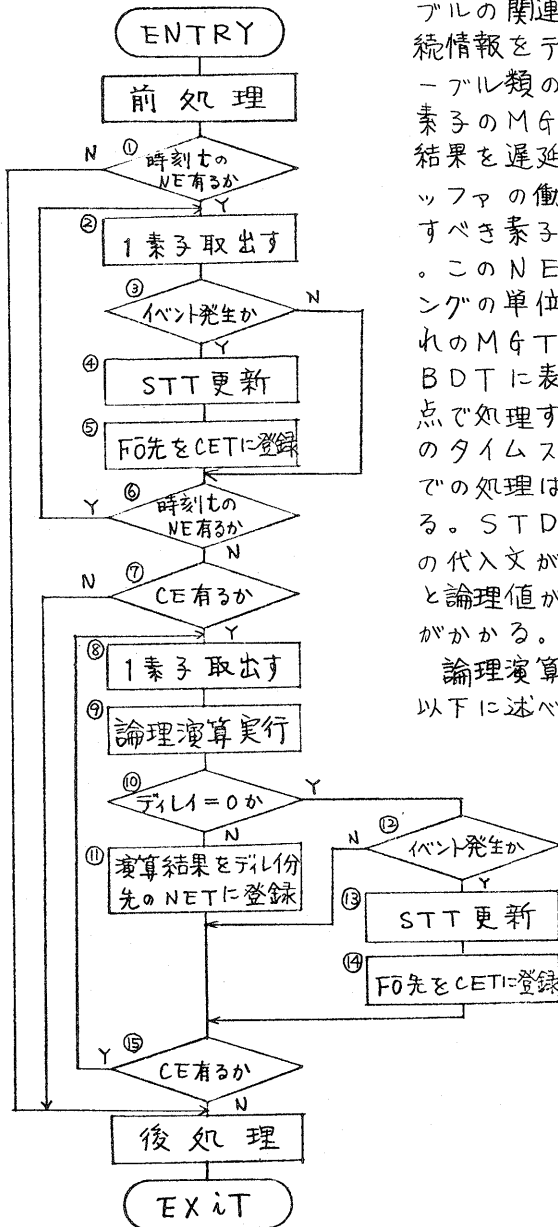 ENTRY
前処理
① 時刻tの
NE有るか
N
Y
② 1素子取出す
③ イベント発生か
N
Y
④ STT更新
⑤ FO先をCETに登録
⑥ 時刻tの
NE有るか
Y
N
⑦ CE有るか
N
Y
⑧ 1素子取出す
⑨ 論理演算実行
⑩ ディレイ=0か
Y
N
⑪ 演算結果をディレイ分
先のNETに登録
⑫ イベント発生か
N
Y
⑬ STT更新
⑭ FO先をCETに登録
⑮ CE有るか
Y
N
後処理
EXiT
ブルの関連
続情報をテ
ーブル類の
素子のMG
結果を遅延
ッファの働
すべき素子
。このNE
ングの単位
れのMGT
BDTに表
点で処理す
のタイムス
での処理は
る。STD
の代入文が
と論理値が
がかかる。
論理演算
以下に述べ